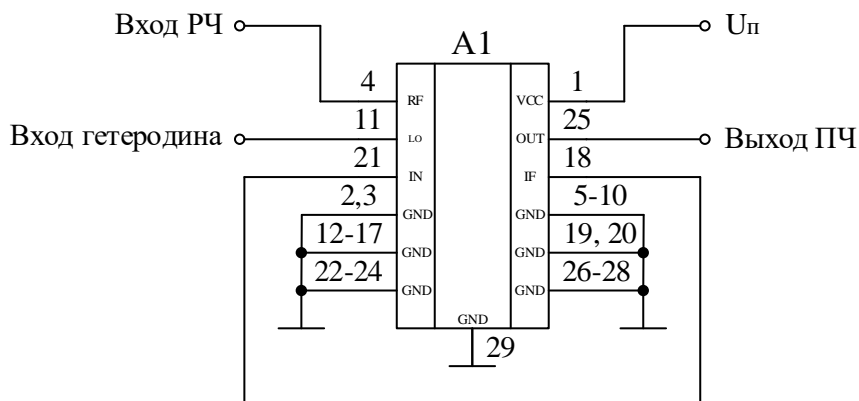 Вход РЧ
Uп
A1
4
1
RF
VCC
Вход гетеродина
11
25
LO
OUT
Выход ПЧ
21
18
IN
IF
2,3
5-10
GND
GND
12-17
19, 20
GND
GND
22-24
26-28
GND
GND
GND
29